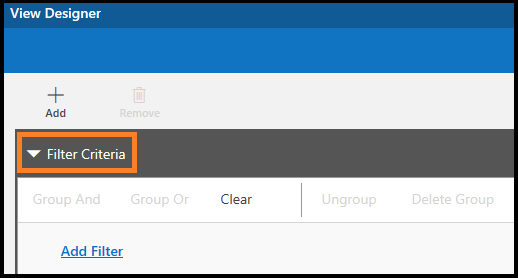 View Designer
Add Remove
Filter Criteria
Group And Group Or Clear Ungroup Delete Group
Add Filter